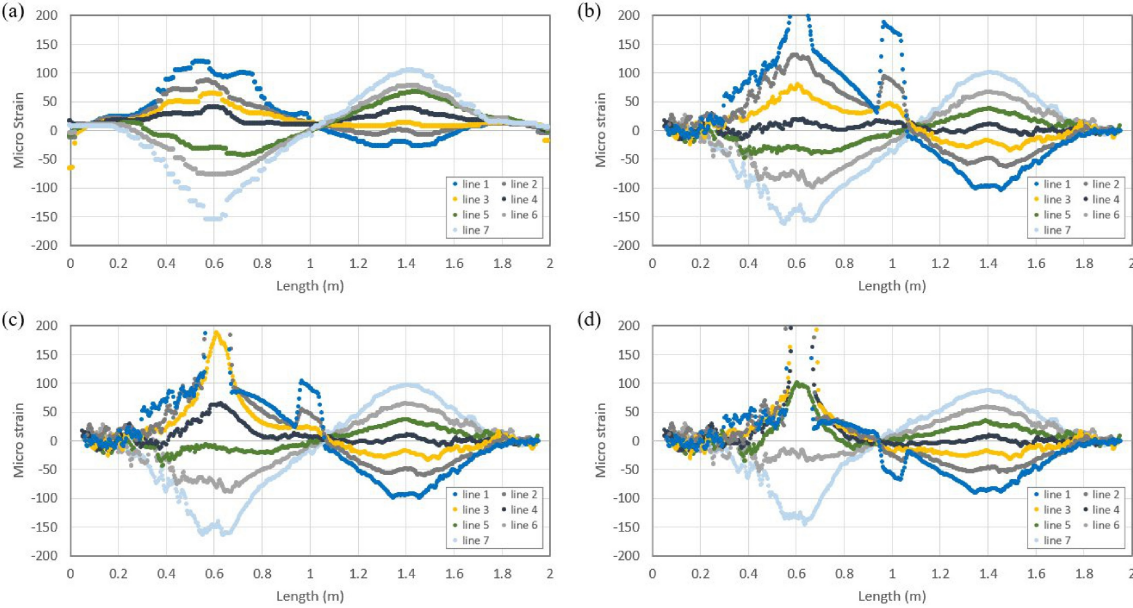 (a)
200
150
100
50
0
-50
-100
-150
-200
Micro Strain
0 0.2 0.4 0.6 0.8 1 1.2 1.4 1.6 1.8 2
Length (m)
line 1 line 2
line 3 line 4
line 5 line 6
line 7
(b)
200
150
100
50
0
-50
-100
-150
-200
Micro Strain
0 0.2 0.4 0.6 0.8 1 1.2 1.4 1.6 1.8 2
Length (m)
line 1 line 2
line 3 line 4
line 5 line 6
line 7
(c)
200
150
100
50
0
-50
-100
-150
-200
Micro strain
0 0.2 0.4 0.6 0.8 1 1.2 1.4 1.6 1.8 2
Length (m)
line 1 line 2
line 3 line 4
line 5 line 6
line 7
(d)
200
150
100
50
0
-50
-100
-150
-200
Micro strain
0 0.2 0.4 0.6 0.8 1 1.2 1.4 1.6 1.8 2
Length (m)
line 1 line 2
line 3 line 4
line 5 line 6
line 7